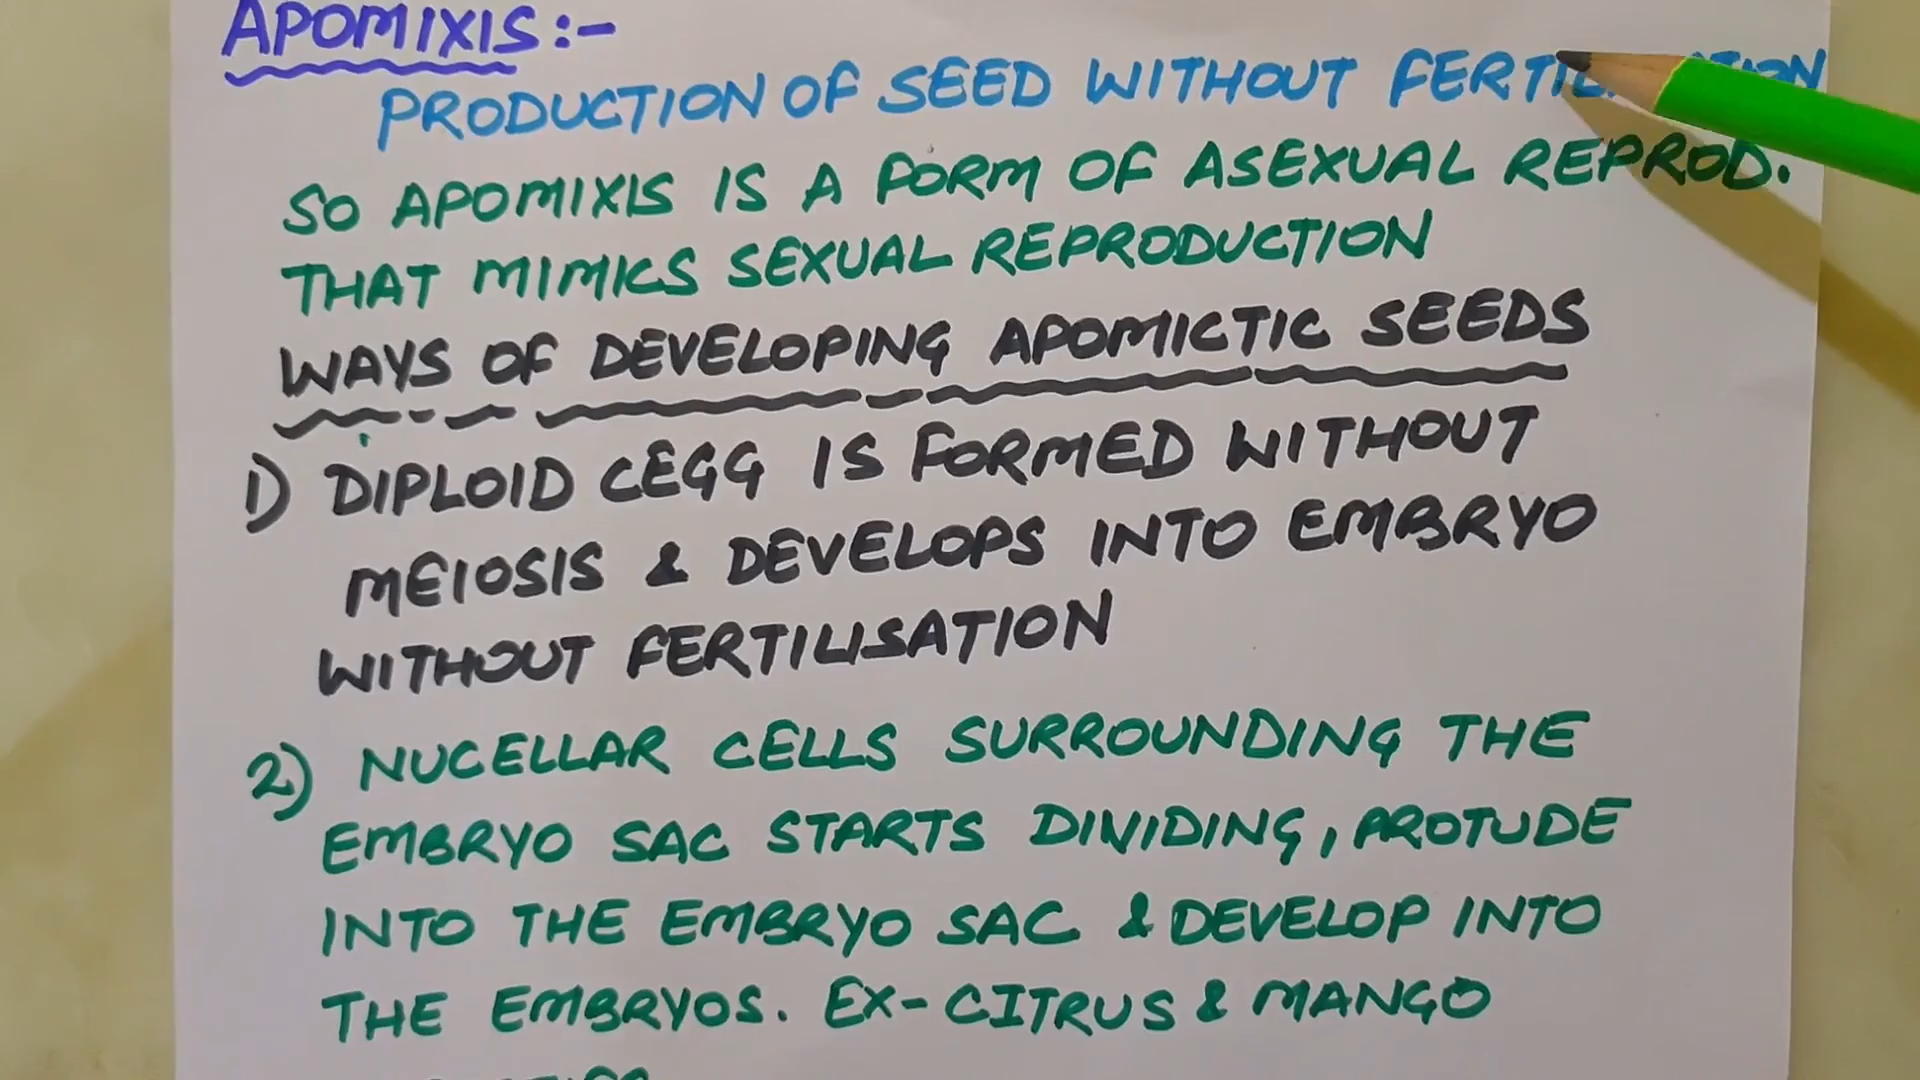 APOMIXIS:-
PRODUCTION OF SEED WITHOUT
SO APOMIXIS IS A FORM OF ASEXUAL REPROD.
THAT MIMICS SEXUAL REPRODUCTION
WAYS OF DEVELOPING APOMICTIC SEEDS
1) DIPLOID CEGG IS FORMED WITHOUT
MEIOSIS & DEVELOPS INTO EMBRYO
WITHOUT FERTILISATION
2) NUCELLAR CELLS SURROUNDING THE
EMBRYO SAC STARTS DIVIDING, PROTUDE
INTO THE EMBRYO SAC & DEVELOP INTO
THE EMBRYOS. EX-CITRUS & MANGO